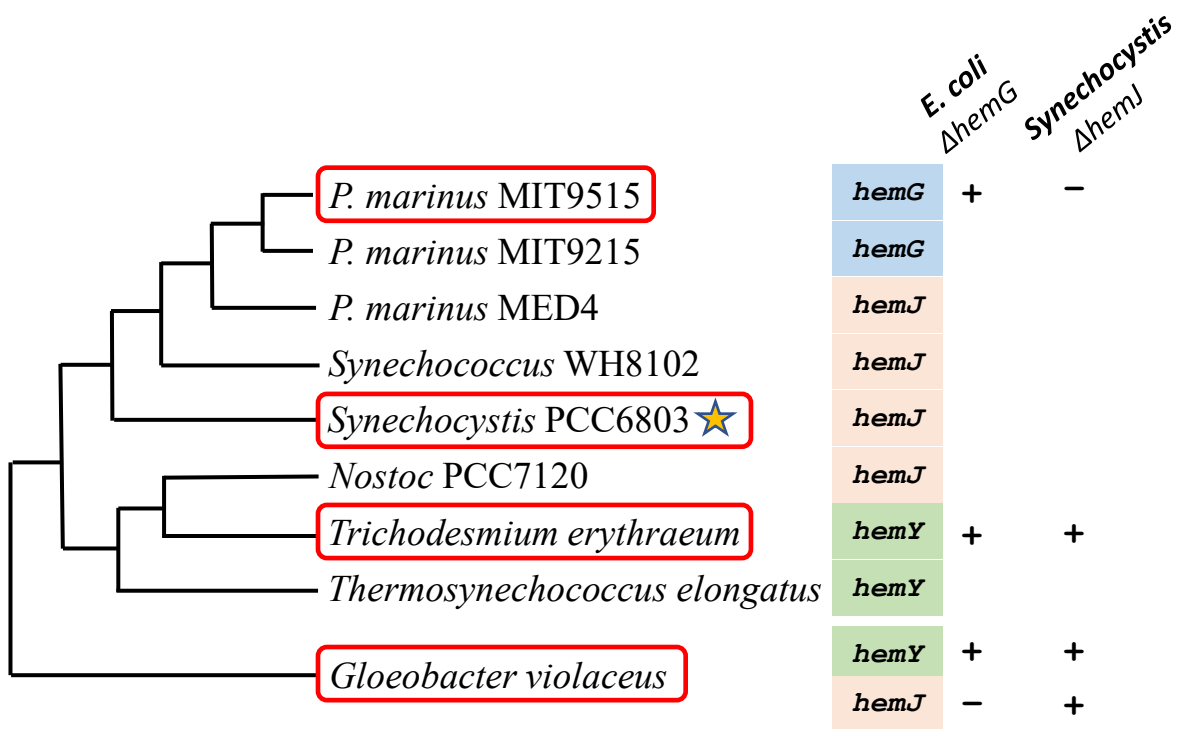 E. coli
ΔhemG
Synechocystis
ΔhemJ
P. marinus MIT9515 hemG + −
P. marinus MIT9215 hemG
P. marinus MED4 hemJ
Synechococcus WH8102 hemJ
Synechocystis PCC6803 hemJ
Nostoc PCC7120 hemJ
Trichodesmium erythraeum hemY + +
Thermosynechococcus elongatus hemY
hemY + +
Gloeobacter violaceus
hemJ − +